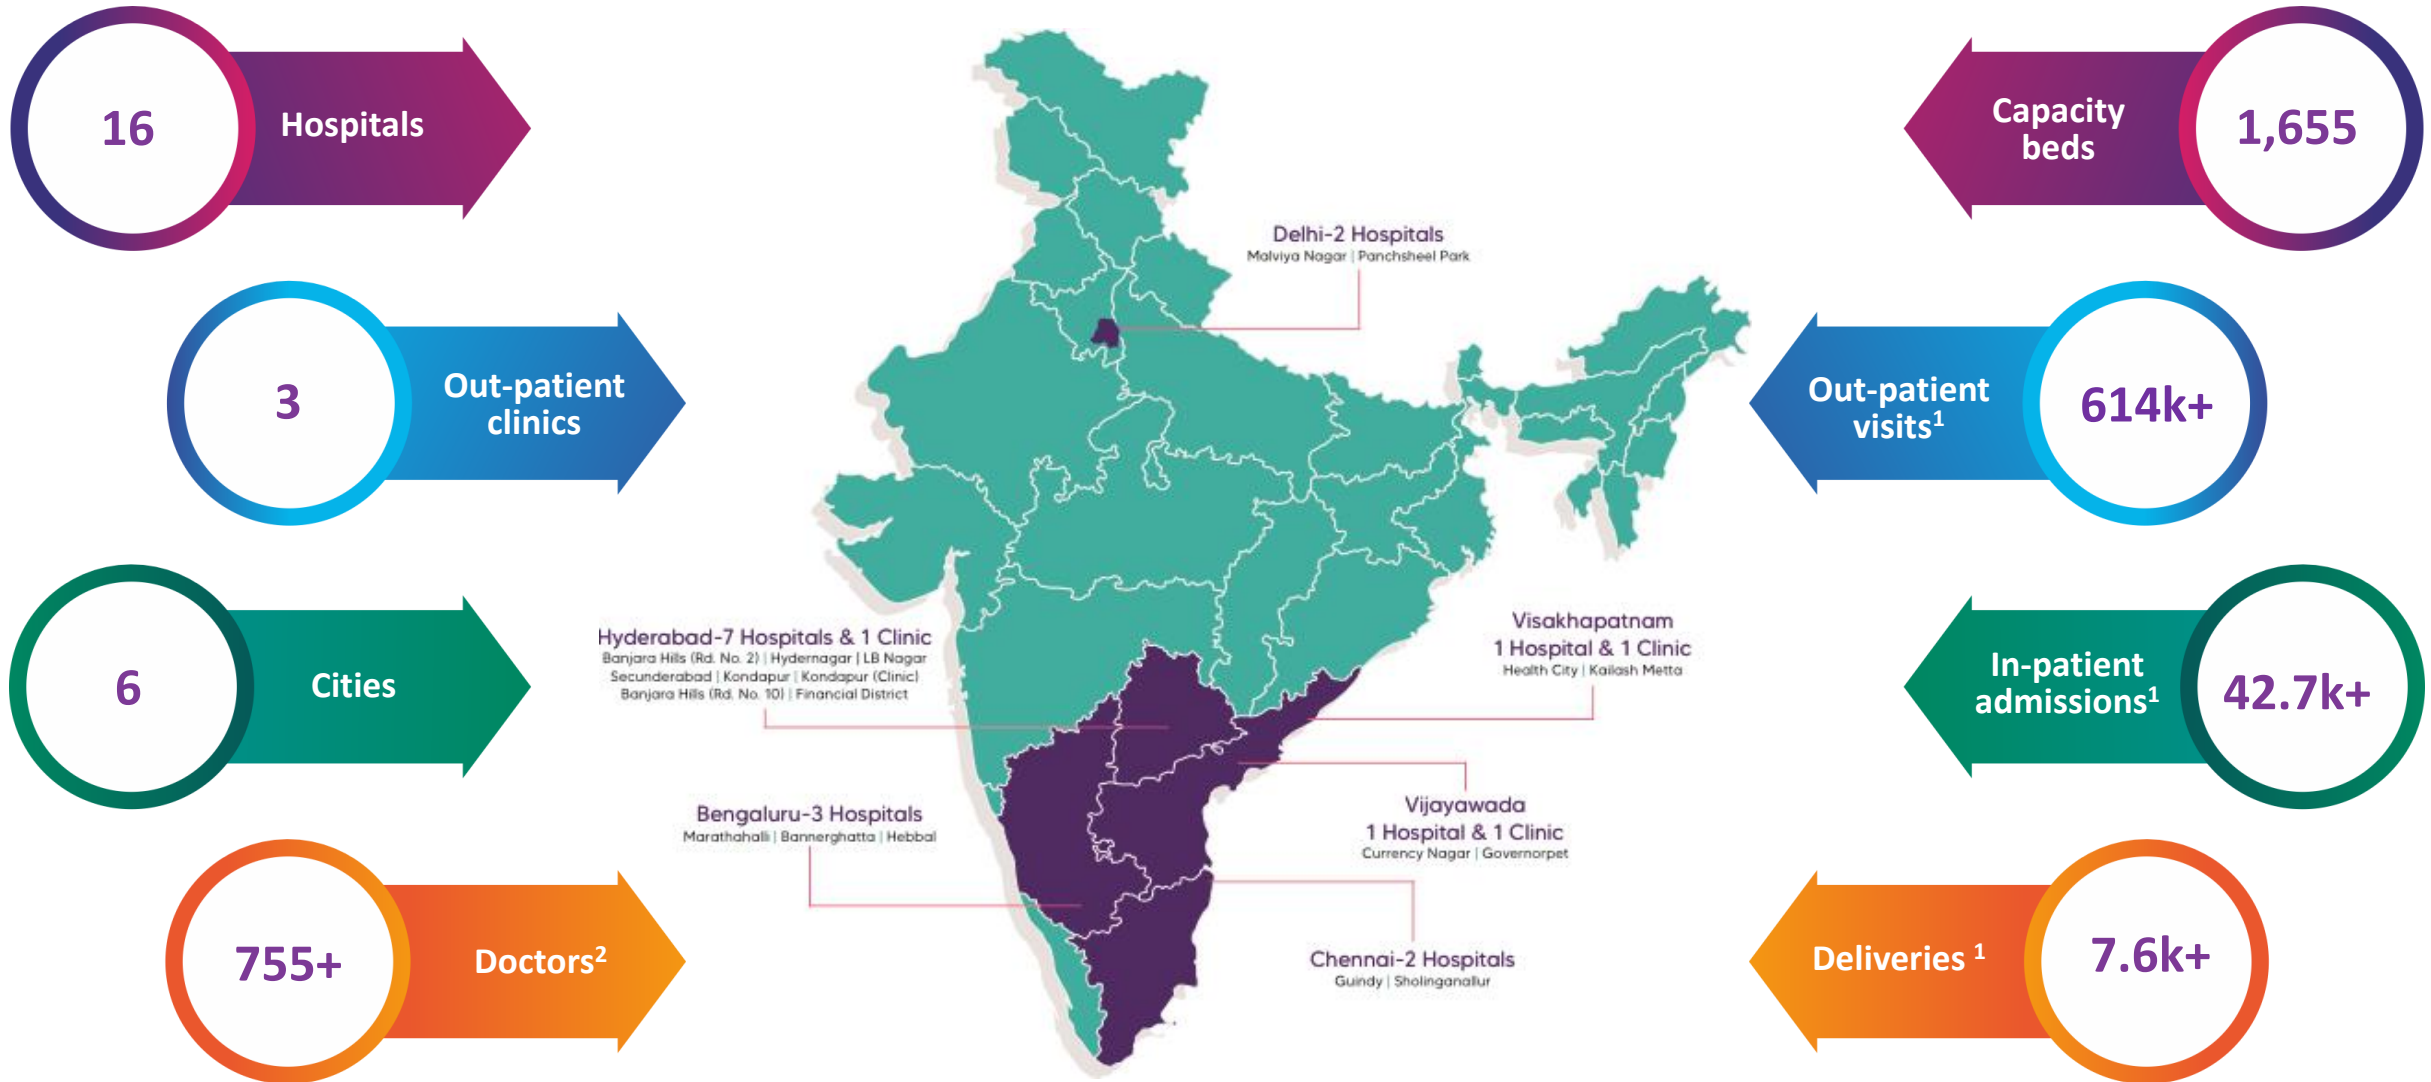 16
Hospitals
3
Out-patient
clinics
6
Cities
755+
Doctors²
Delhi-2 Hospitals
Malviya Nagar | Panchsheel Park
Hyderabad-7 Hospitals & 1 Clinic
Banjara Hills (Rd. No. 2) | Hydernagar | LB Nagar
Secunderabad | Kondapur | Kondapur (Clinic)
Banjara Hills (Rd. No. 10) | Financial District
Visakhapatnam
1 Hospital & 1 Clinic
Health City | Kailash Metta
Bengaluru-3 Hospitals
Marathahalli | Bannerghatta | Hebbal
Vijayawada
1 Hospital & 1 Clinic
Currency Nagar | Governorpet
Chennai-2 Hospitals
Guindy | Sholinganallur
Capacity
beds
1,655
Out-patient
visits¹
614k+
In-patient
admissions¹
42.7k+
Deliveries ¹
7.6k+